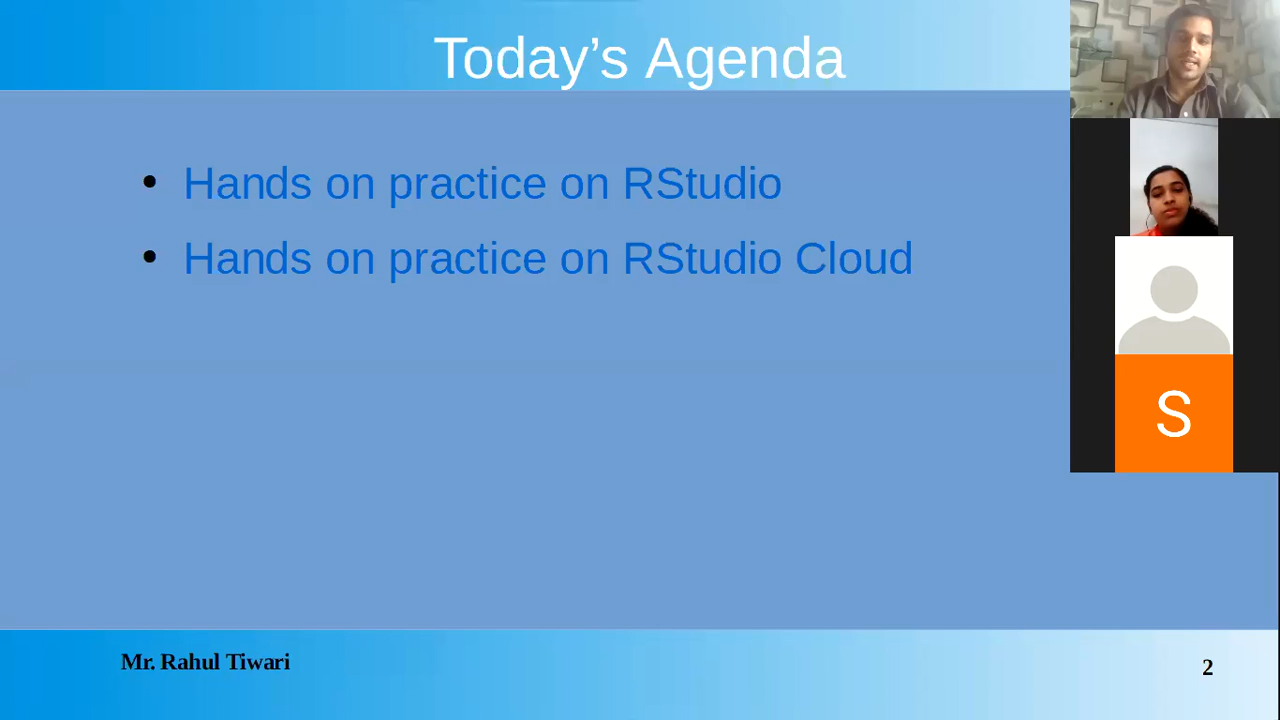 Today’s Agenda
• Hands on practice on RStudio
• Hands on practice on RStudio Cloud
S
Mr. Rahul Tiwari
2